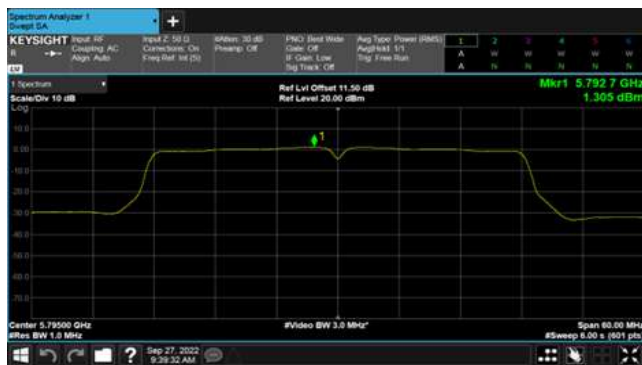 Spectrum Analyzer 1
Swept SA
+
KEYSIGHT
Input: RF
Coupling: AC
Align: Auto
Input Z: 50 Ω
Corrections: On
Freq Ref: Int (S)
#Atten: 30 dB
Preamp: Off
PNO: Best Wide
Gate: Off
IF Gain: Low
Sig Track: Off
Avg Type: Power (RMS)
Avg|Hold: 1/1
Trig: Free Run
1 2 3 4 5 6
A W W W W W
A N N N N N
1 Spectrum
Scale/Div 10 dB
Log
Ref Lvl Offset 11.50 dB
Ref Level 20.00 dBm
Mkr1 5.792 7 GHz
1.305 dBm
10.0
0.00
-10.0
-20.0
-30.0
-40.0
-50.0
-60.0
-70.0
1
Center 5.79500 GHz
#Res BW 1.0 MHz
#Video BW 3.0 MHz*
Span 60.00 MHz
#Sweep 6.00 s (601 pts)
?
Sep 27, 2022
9:39:32 AM